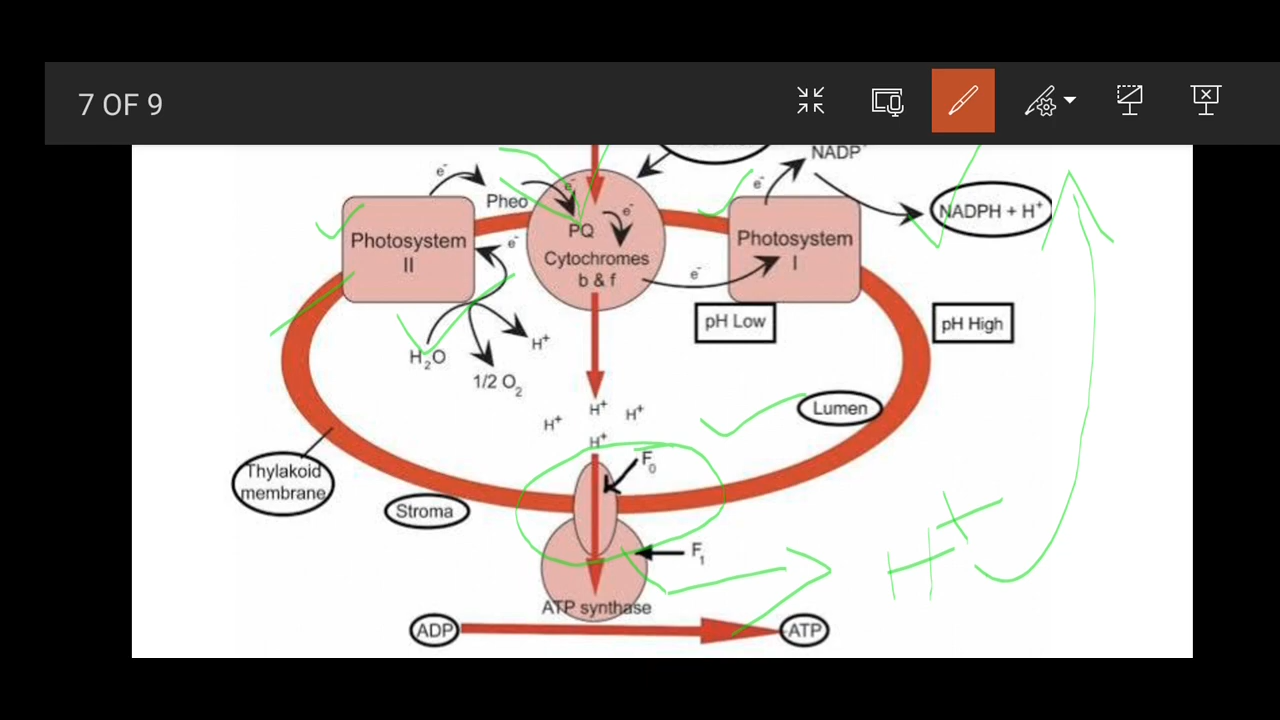 7 OF 9
NADP⁺
e⁻
Pheo
e⁻
e⁻
e⁻
NADPH + H⁺
Photosystem
II
e⁻
PQ
Cytochromes
b & f
e⁻
Photosystem
I
pH Low
pH High
H₂O
H⁺
1/2 O₂
H⁺
H⁺
H⁺
H⁺
Lumen
F₀
Thylakoid
membrane
Stroma
F₁
H⁺
ATP synthase
ADP
ATP